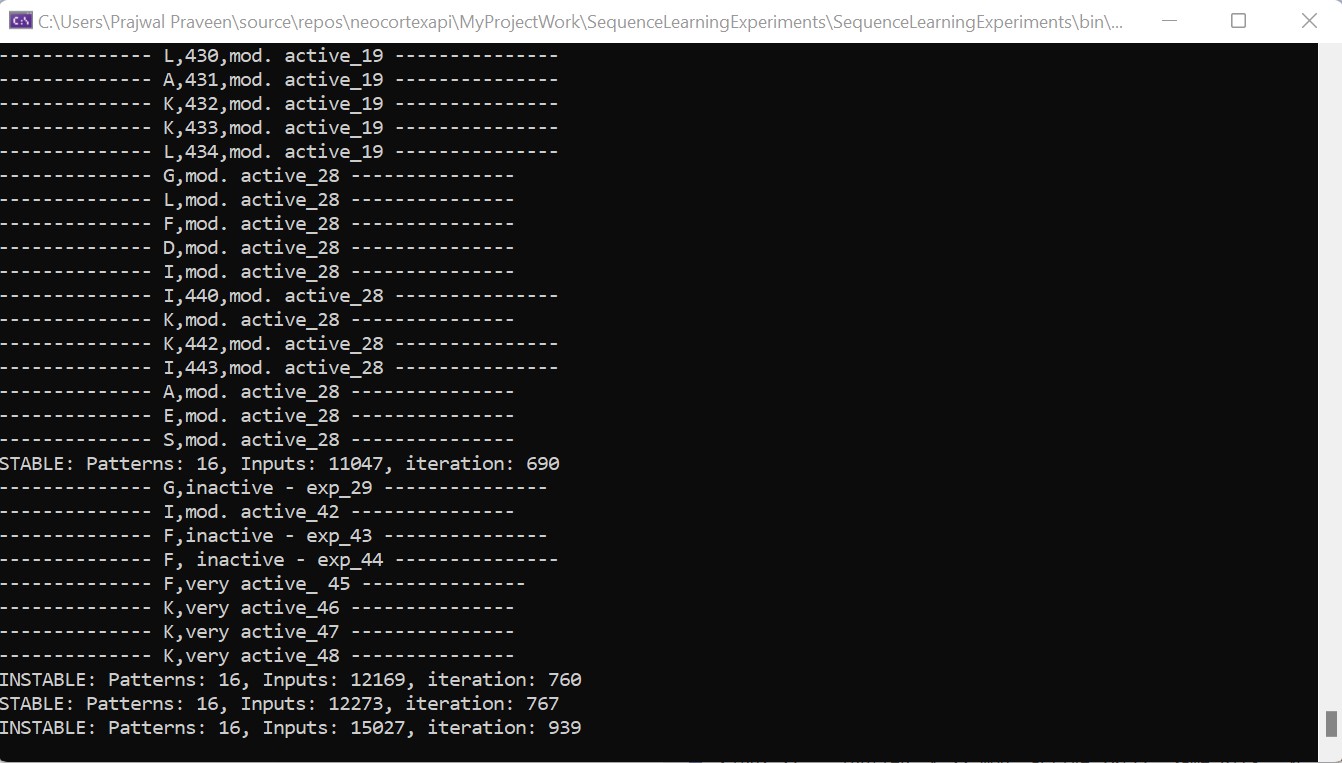 C:\Users\Prajwal Praveen\source\repos\neocortexapi\MyProjectWork\SequenceLearningExperiments\SequenceLearningExperiments\bin\...
-------------- L,430,mod. active_19 ---------------
-------------- A,431,mod. active_19 ---------------
-------------- K,432,mod. active_19 ---------------
-------------- K,433,mod. active_19 ---------------
-------------- L,434,mod. active_19 ---------------
-------------- G,mod. active_28 ---------------
-------------- L,mod. active_28 ---------------
-------------- F,mod. active_28 ---------------
-------------- D,mod. active_28 ---------------
-------------- I,mod. active_28 ---------------
-------------- I,440,mod. active_28 ---------------
-------------- K,mod. active_28 ---------------
-------------- K,442,mod. active_28 ---------------
-------------- I,443,mod. active_28 ---------------
-------------- A,mod. active_28 ---------------
-------------- E,mod. active_28 ---------------
-------------- S,mod. active_28 ---------------
STABLE: Patterns: 16, Inputs: 11047, iteration: 690
-------------- G,inactive - exp_29 ---------------
-------------- I,mod. active_42 ---------------
-------------- F,inactive - exp_43 ---------------
-------------- F, inactive - exp_44 ---------------
-------------- F,very active_ 45 ---------------
-------------- K,very active_46 ---------------
-------------- K,very active_47 ---------------
-------------- K,very active_48 ---------------
INSTABLE: Patterns: 16, Inputs: 12169, iteration: 760
STABLE: Patterns: 16, Inputs: 12273, iteration: 767
INSTABLE: Patterns: 16, Inputs: 15027, iteration: 939